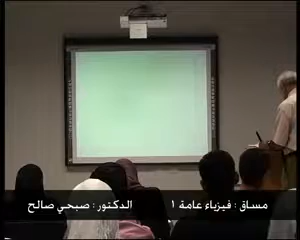 مساق : فيزياء عامة ١ الدكتور : صبحي صالح